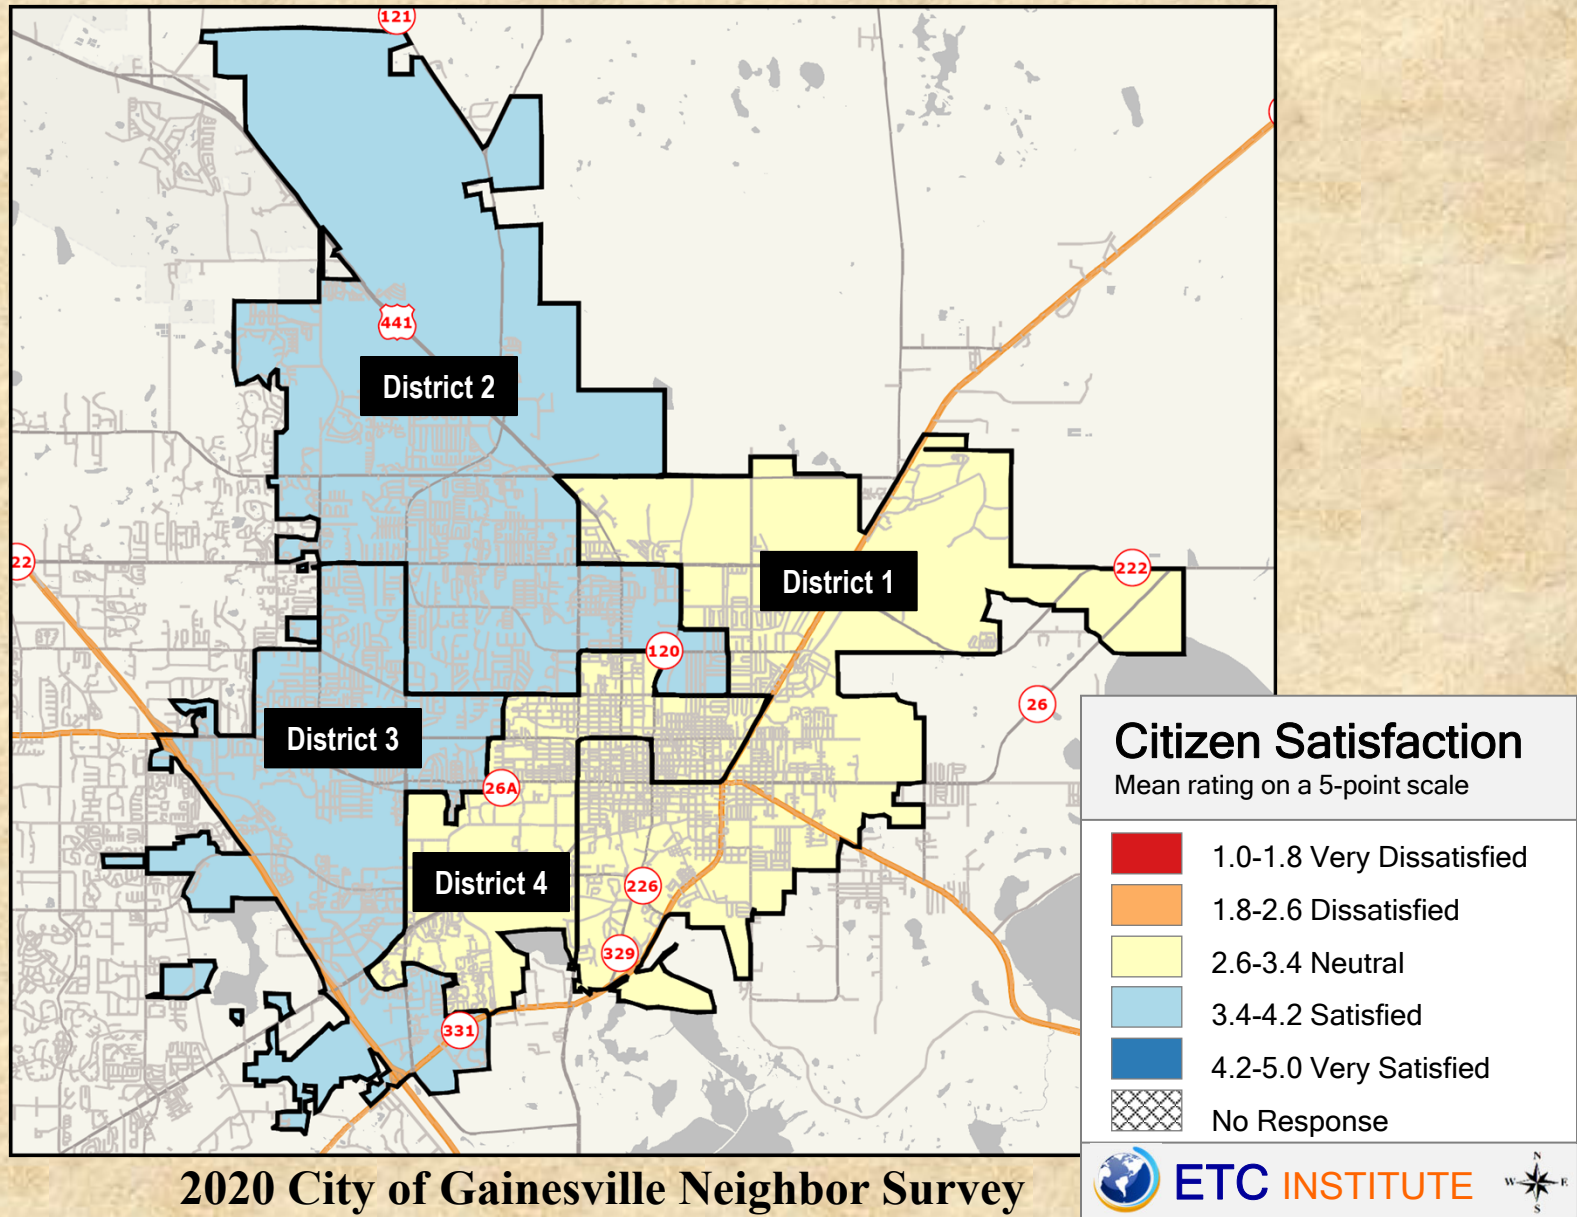 121
441
District 2
22
222
District 1
120
26
District 3
26A
District 4
226
329
331
Citizen Satisfaction
Mean rating on a 5-point scale
1.0-1.8 Very Dissatisfied
1.8-2.6 Dissatisfied
2.6-3.4 Neutral
3.4-4.2 Satisfied
4.2-5.0 Very Satisfied
No Response
2020 City of Gainesville Neighbor Survey
ETC INSTITUTE
N
W E
S